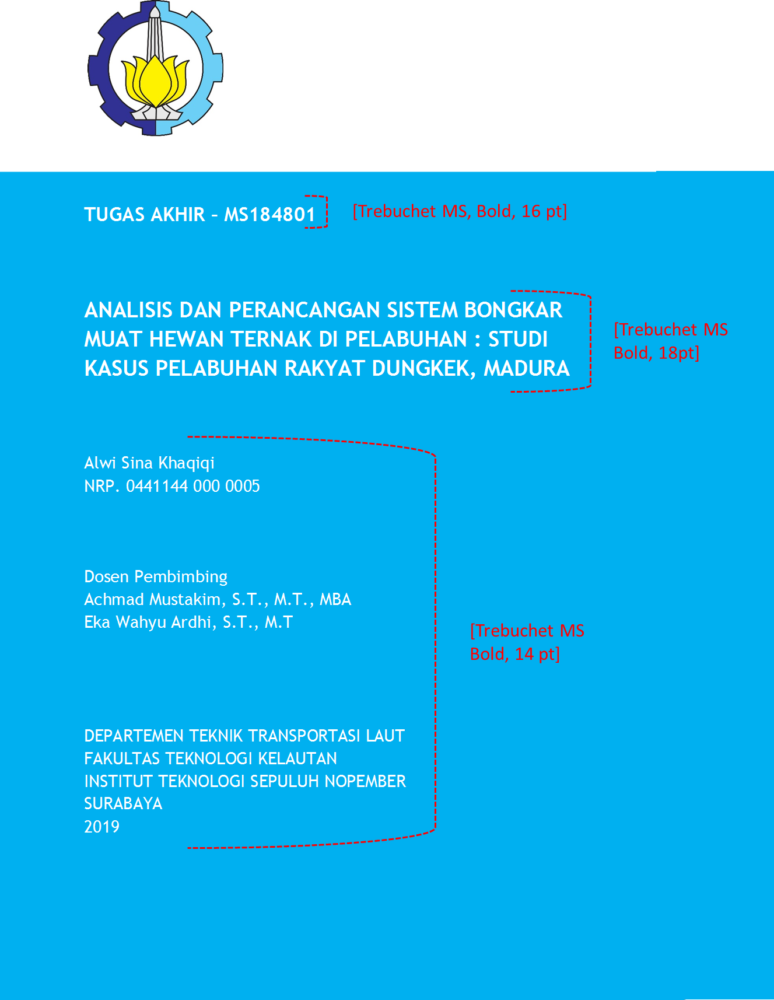 TUGAS AKHIR – MS184801
[Trebuchet MS, Bold, 16 pt]
ANALISIS DAN PERANCANGAN SISTEM BONGKAR
MUAT HEWAN TERNAK DI PELABUHAN : STUDI
KASUS PELABUHAN RAKYAT DUNGKEK, MADURA
[Trebuchet MS
Bold, 18pt]
Alwi Sina Khaqiqi
NRP. 0441144 000 0005
Dosen Pembimbing
Achmad Mustakim, S.T., M.T., MBA
Eka Wahyu Ardhi, S.T., M.T
[Trebuchet MS
Bold, 14 pt]
DEPARTEMEN TEKNIK TRANSPORTASI LAUT
FAKULTAS TEKNOLOGI KELAUTAN
INSTITUT TEKNOLOGI SEPULUH NOPEMBER
SURABAYA
2019